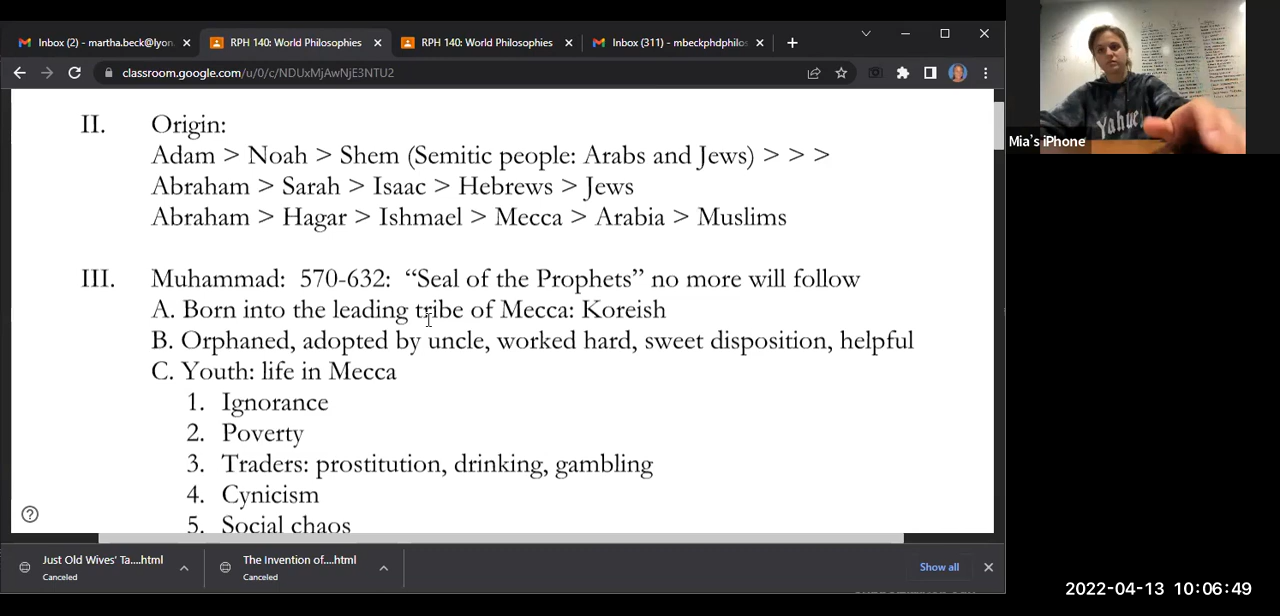 Inbox (2) - martha.beck@lyon.
RPH 140: World Philosophies
RPH 140: World Philosophies
Inbox (311) - mbeckphdphilos
classroom.google.com/u/0/c/NDUxMjAwNjE3NTU2
II. Origin:
Adam > Noah > Shem (Semitic people: Arabs and Jews) > > >
Abraham > Sarah > Isaac > Hebrews > Jews
Abraham > Hagar > Ishmael > Mecca > Arabia > Muslims
III. Muhammad: 570-632: “Seal of the Prophets” no more will follow
A. Born into the leading tribe of Mecca: Koreish
B. Orphaned, adopted by uncle, worked hard, sweet disposition, helpful
C. Youth: life in Mecca
1. Ignorance
2. Poverty
3. Traders: prostitution, drinking, gambling
4. Cynicism
5. Social chaos
Just Old Wives' Ta....html
Canceled
The Invention of....html
Canceled
Show all
Yahue
Mia's iPhone
2022-04-13 10:06:49